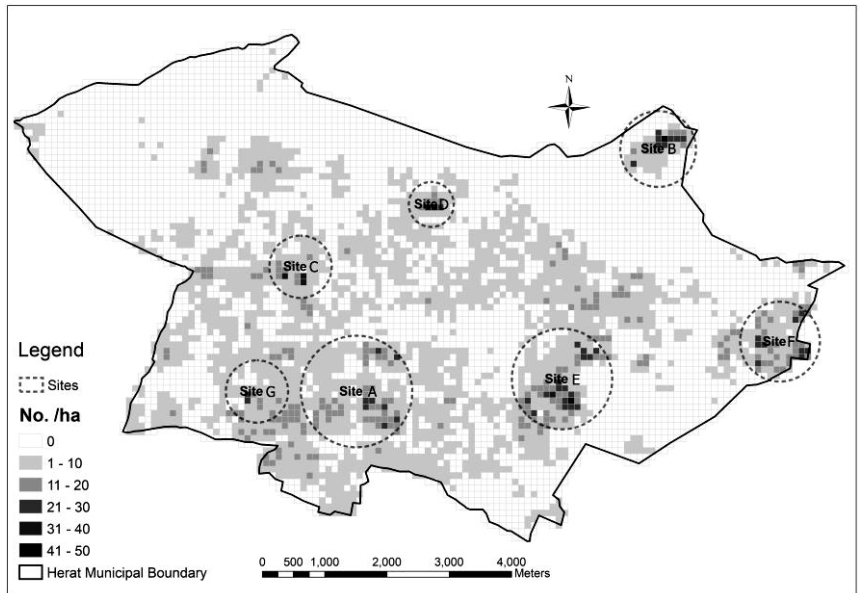 N
Site B
Site D
Site C
Site F
Site E
Site A
Site G
Legend
Sites
No. /ha
0
1 - 10
11 - 20
21 - 30
31 - 40
41 - 50
Herat Municipal Boundary
0 500 1,000 2,000 3,000 4,000
Meters